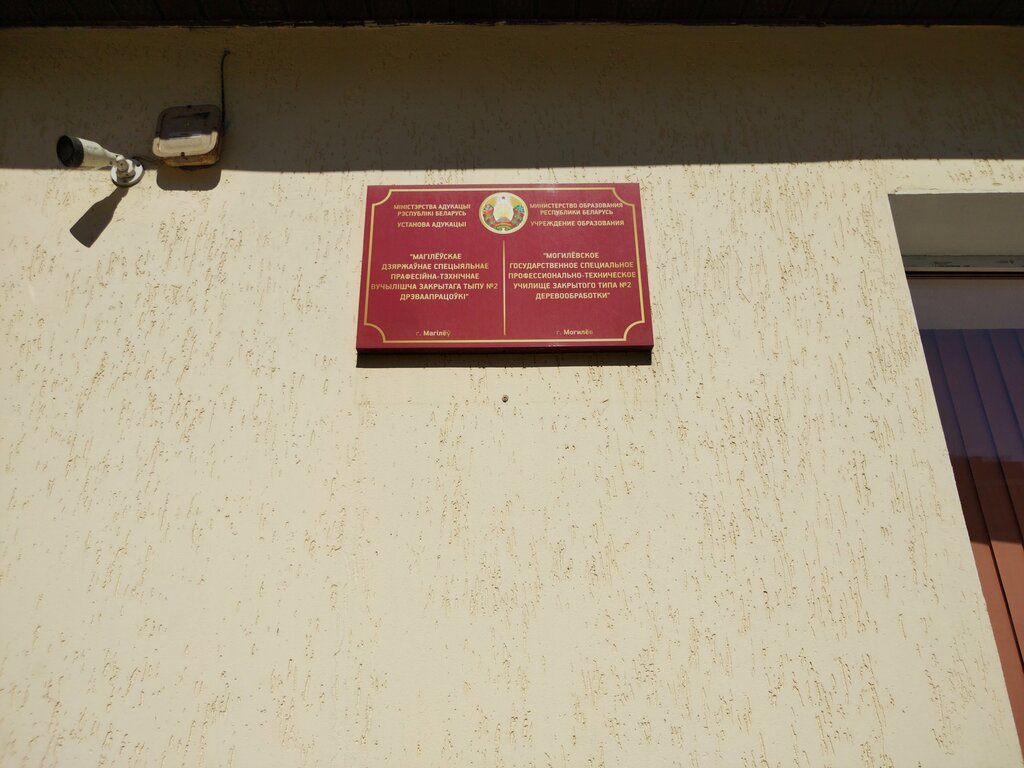 МІНІСТЭРСТВА АДУКАЦЫІ
РЭСПУБЛІКІ БЕЛАРУСЬ
УСТАНОВА АДУКАЦЫІ
"МАГІЛЁЎСКАЕ
ДЗЯРЖАЎНАЕ СПЕЦЫЯЛЬНАЕ
ПРАФЕСІЙНА-ТЭХНІЧНАЕ
ВУЧЫЛІШЧА ЗАКРЫТАГА ТЫПУ №2
ДРЭВААПРАЦОЎКІ"
г. Магілёў
МИНИСТЕРСТВО ОБРАЗОВАНИЯ
РЕСПУБЛИКИ БЕЛАРУСЬ
УЧРЕЖДЕНИЕ ОБРАЗОВАНИЯ
"МОГИЛЁВСКОЕ
ГОСУДАРСТВЕННОЕ СПЕЦИАЛЬНОЕ
ПРОФЕССИОНАЛЬНО-ТЕХНИЧЕСКОЕ
УЧИЛИЩЕ ЗАКРЫТОГО ТИПА №2
ДЕРЕВООБРАБОТКИ"
г. Могилёв